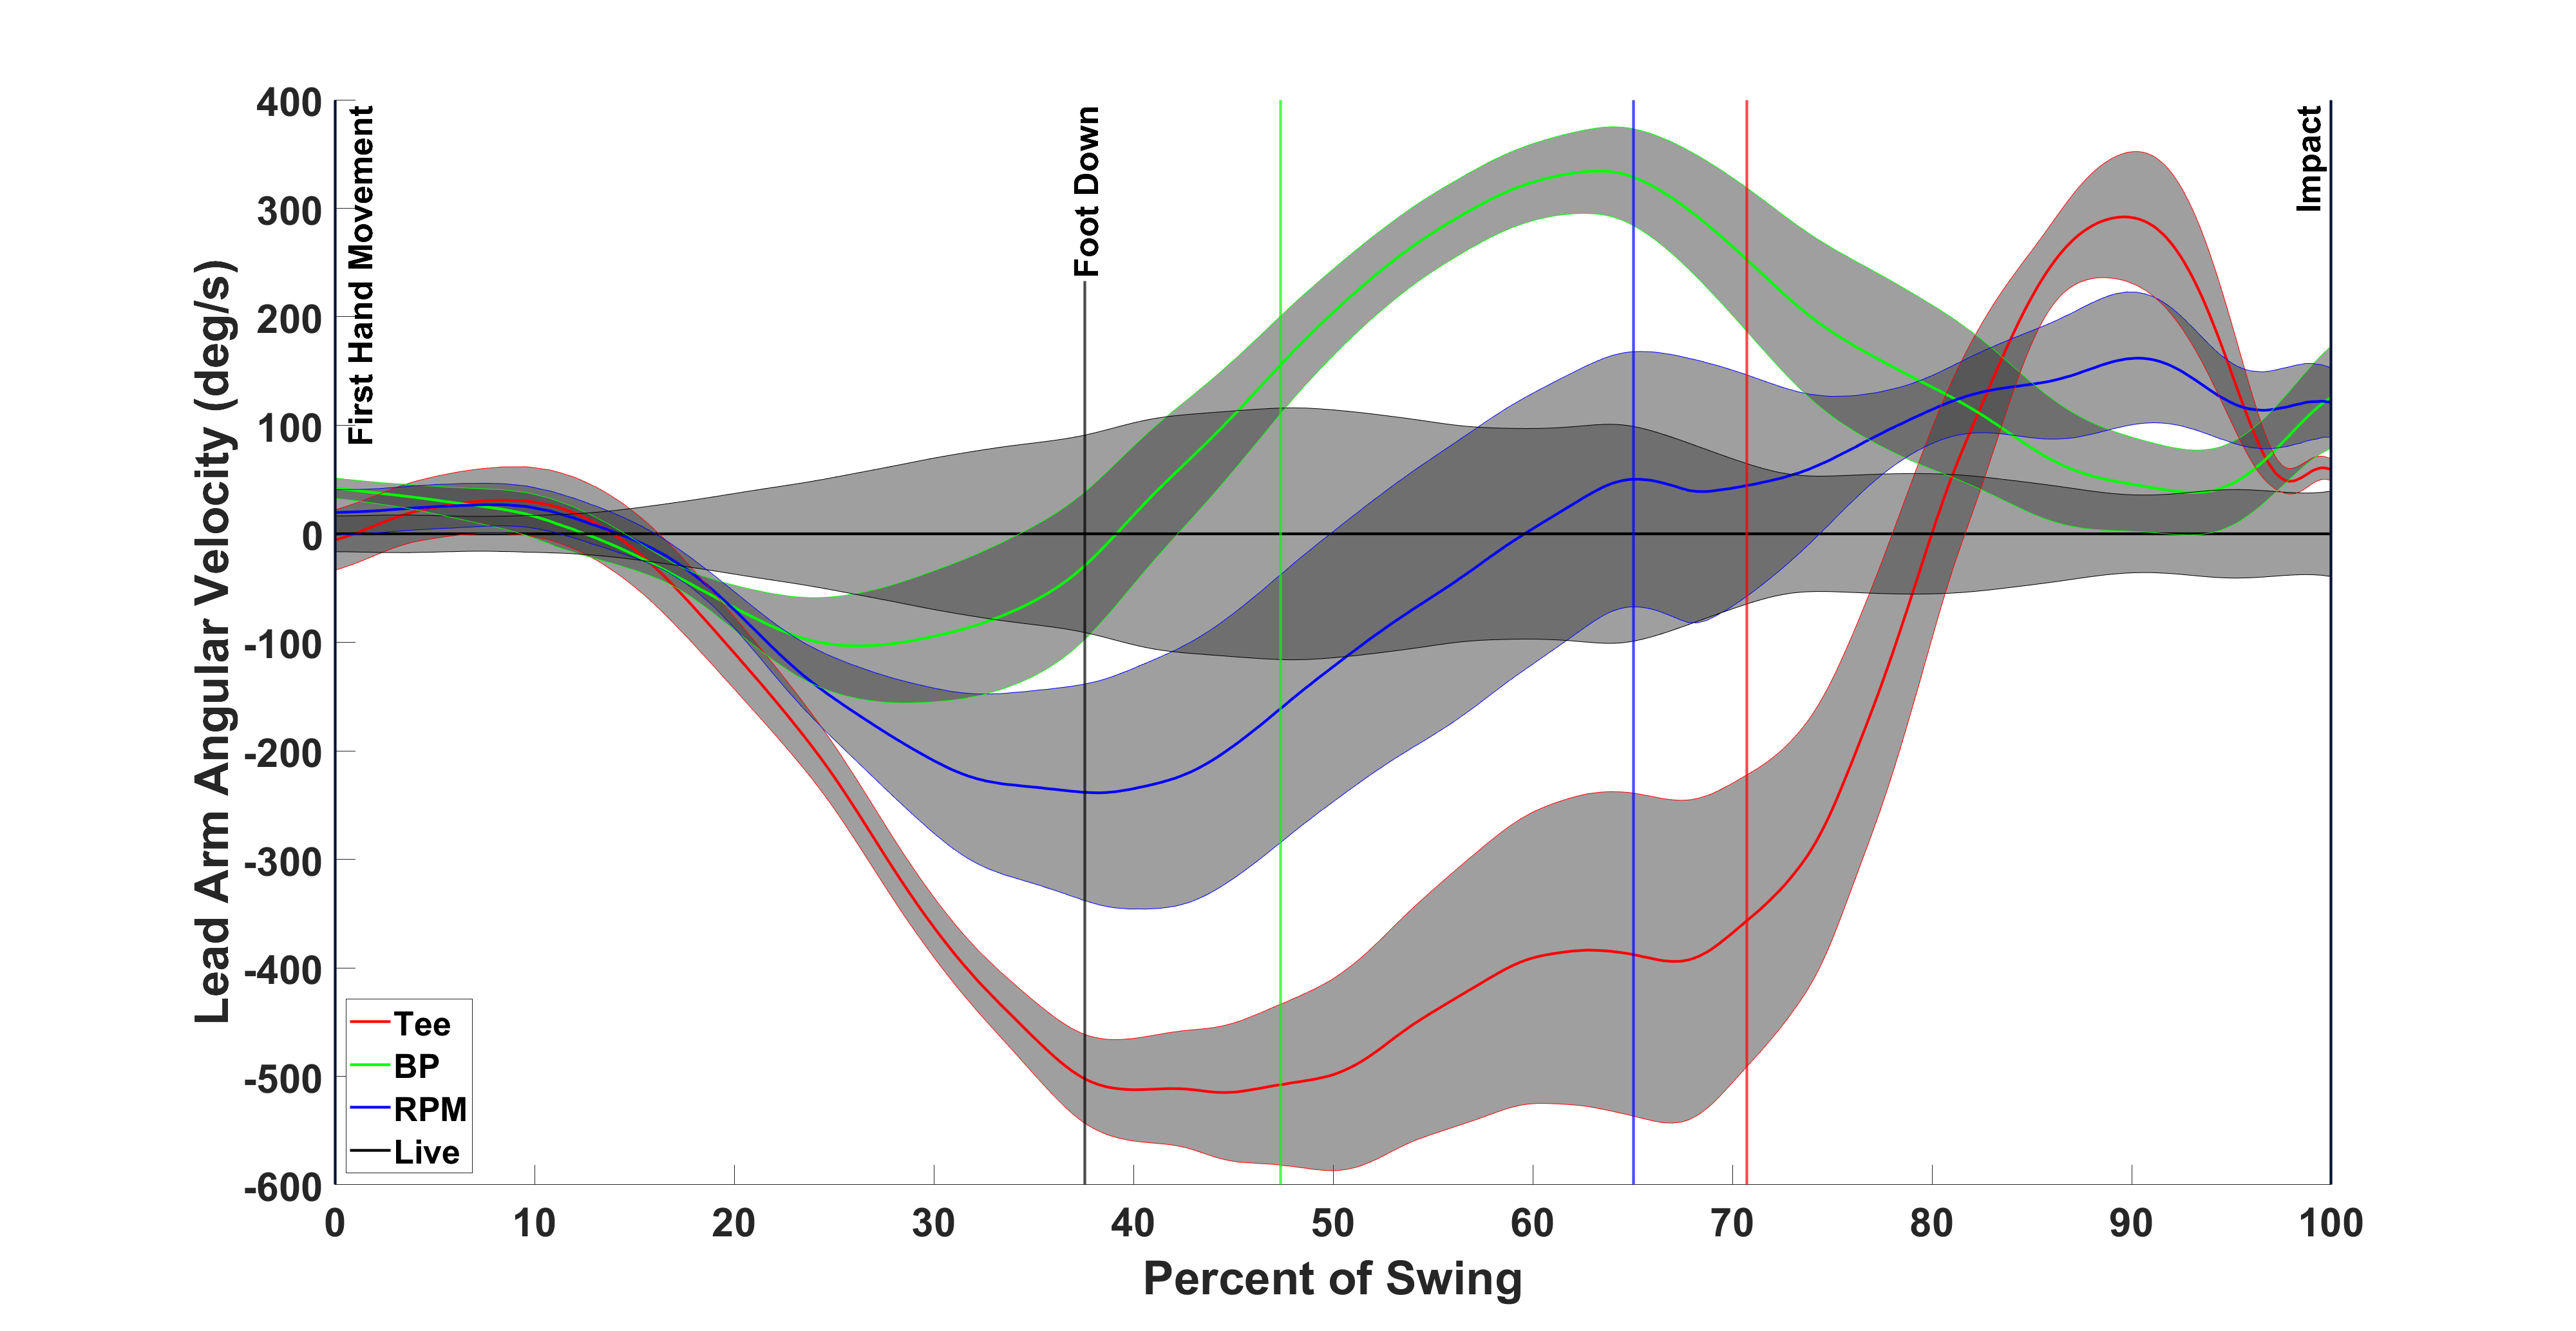 400
300
200
100
0
-100
-200
-300
-400
-500
-600
Lead Arm Angular Velocity (deg/s)
First Hand Movement
Foot Down
Impact
Tee
BP
RPM
Live
0 10 20 30 40 50 60 70 80 90 100
Percent of Swing